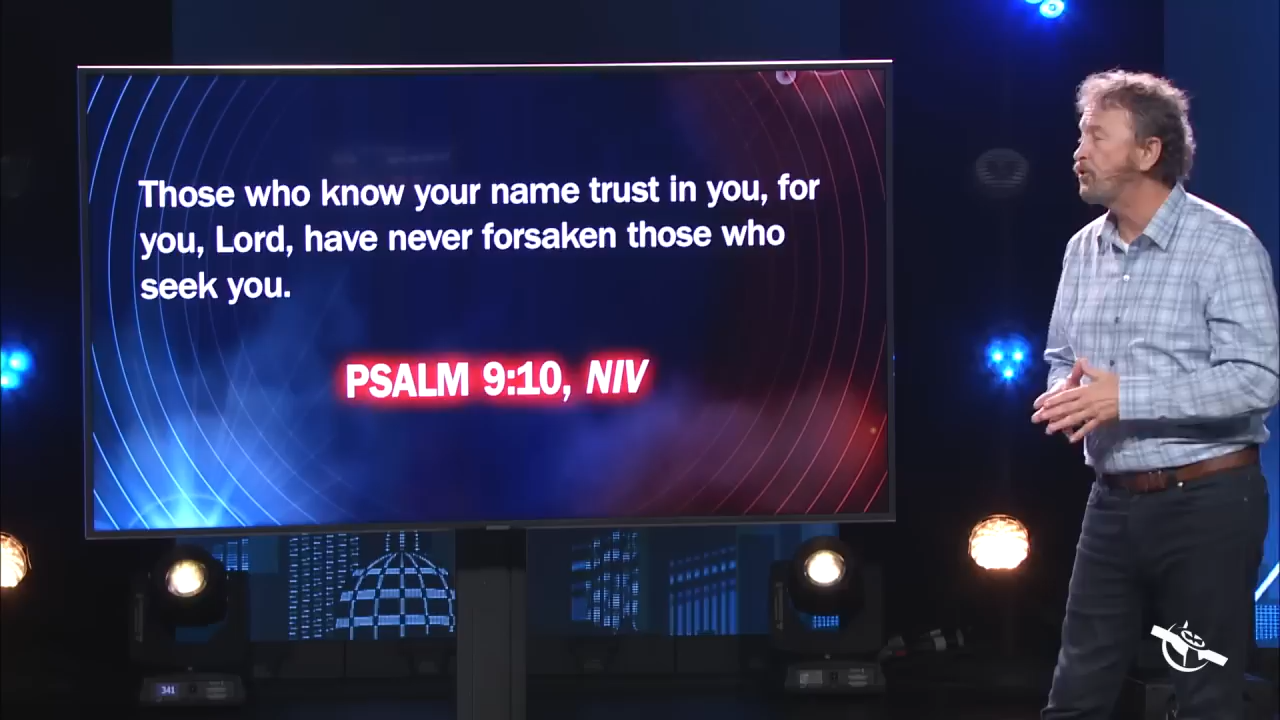 Those who know your name trust in you, for
you, Lord, have never forsaken those who
seek you.
PSALM 9:10, NIV
341